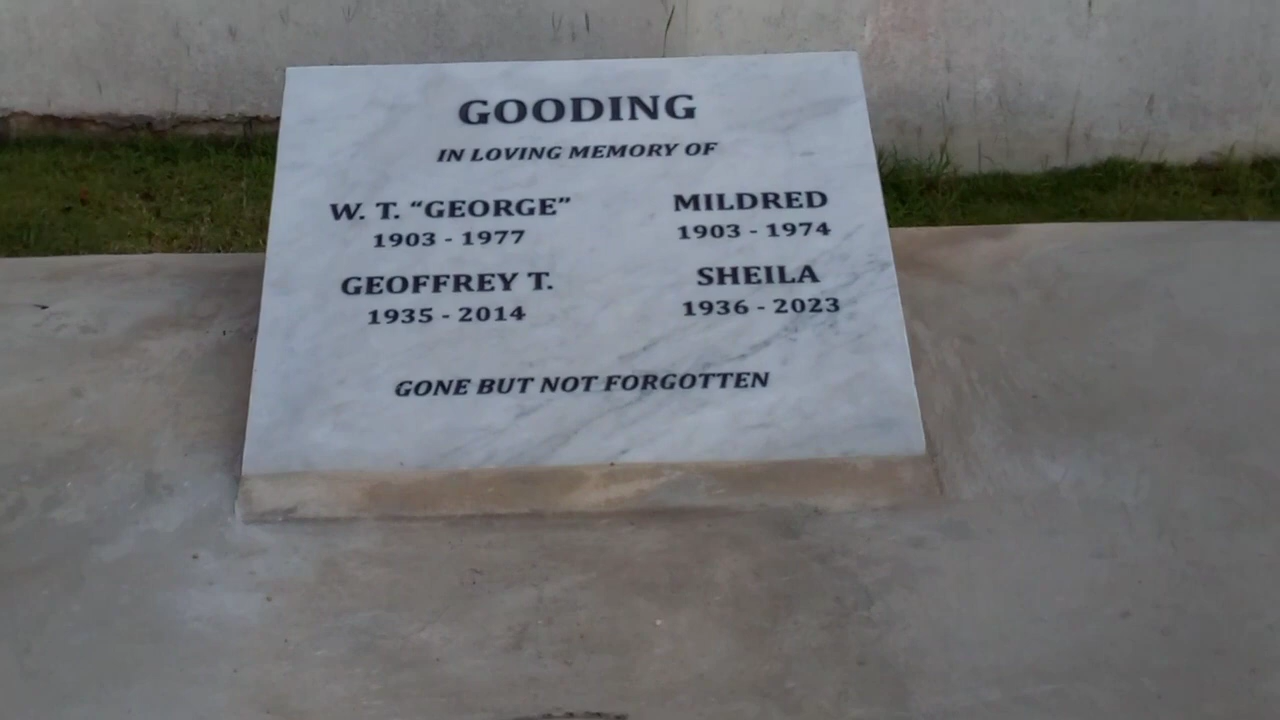 GOODING
IN LOVING MEMORY OF
W. T. “GEORGE” MILDRED
1903 - 1977 1903 - 1974
GEOFFREY T. SHEILA
1935 - 2014 1936 - 2023
GONE BUT NOT FORGOTTEN